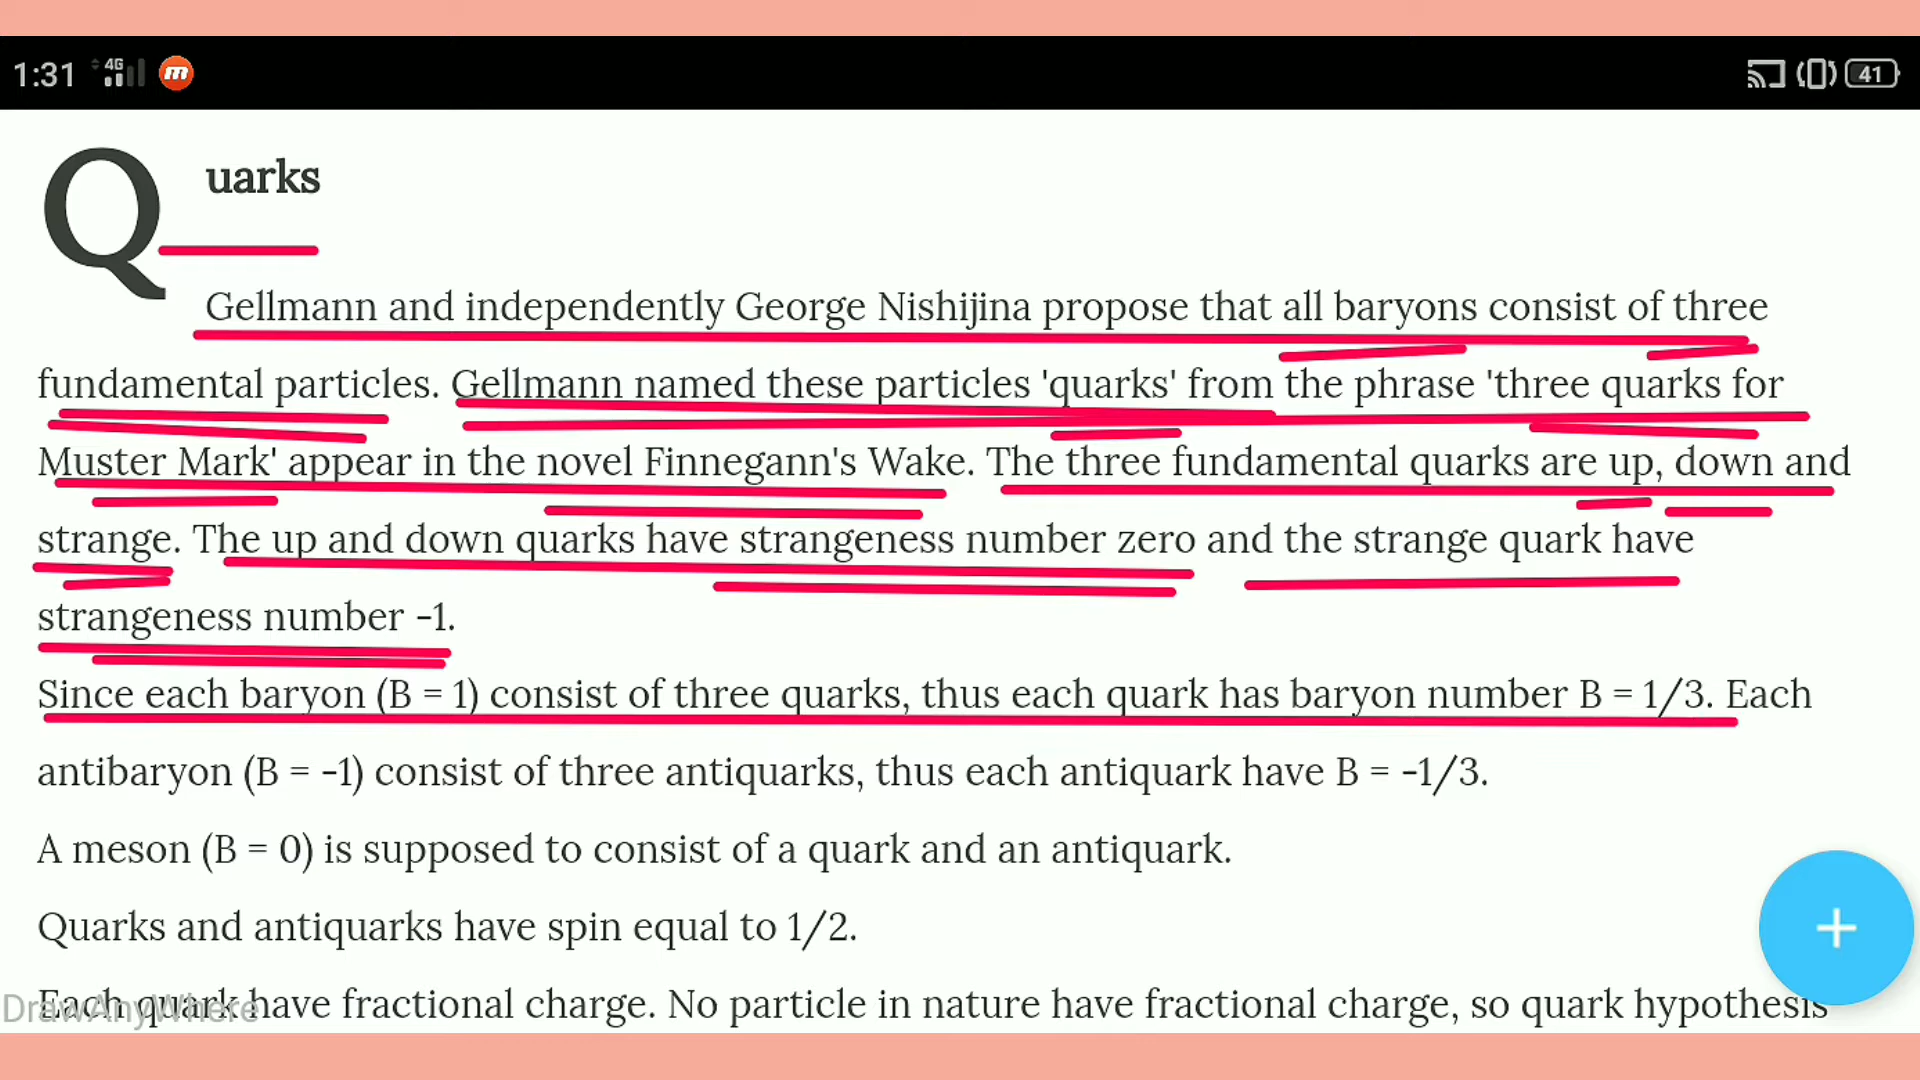 1:31 4G 41
Quarks
Gellmann and independently George Nishijina propose that all baryons consist of three
fundamental particles. Gellmann named these particles 'quarks' from the phrase 'three quarks for
Muster Mark' appear in the novel Finnegann's Wake. The three fundamental quarks are up, down and
strange. The up and down quarks have strangeness number zero and the strange quark have
strangeness number -1.
Since each baryon (B = 1) consist of three quarks, thus each quark has baryon number B = 1/3. Each
antibaryon (B = -1) consist of three antiquarks, thus each antiquark have B = -1/3.
A meson (B = 0) is supposed to consist of a quark and an antiquark.
Quarks and antiquarks have spin equal to 1/2.
Each quark have fractional charge. No particle in nature have fractional charge, so quark hypothesis
DrawAnyWhere